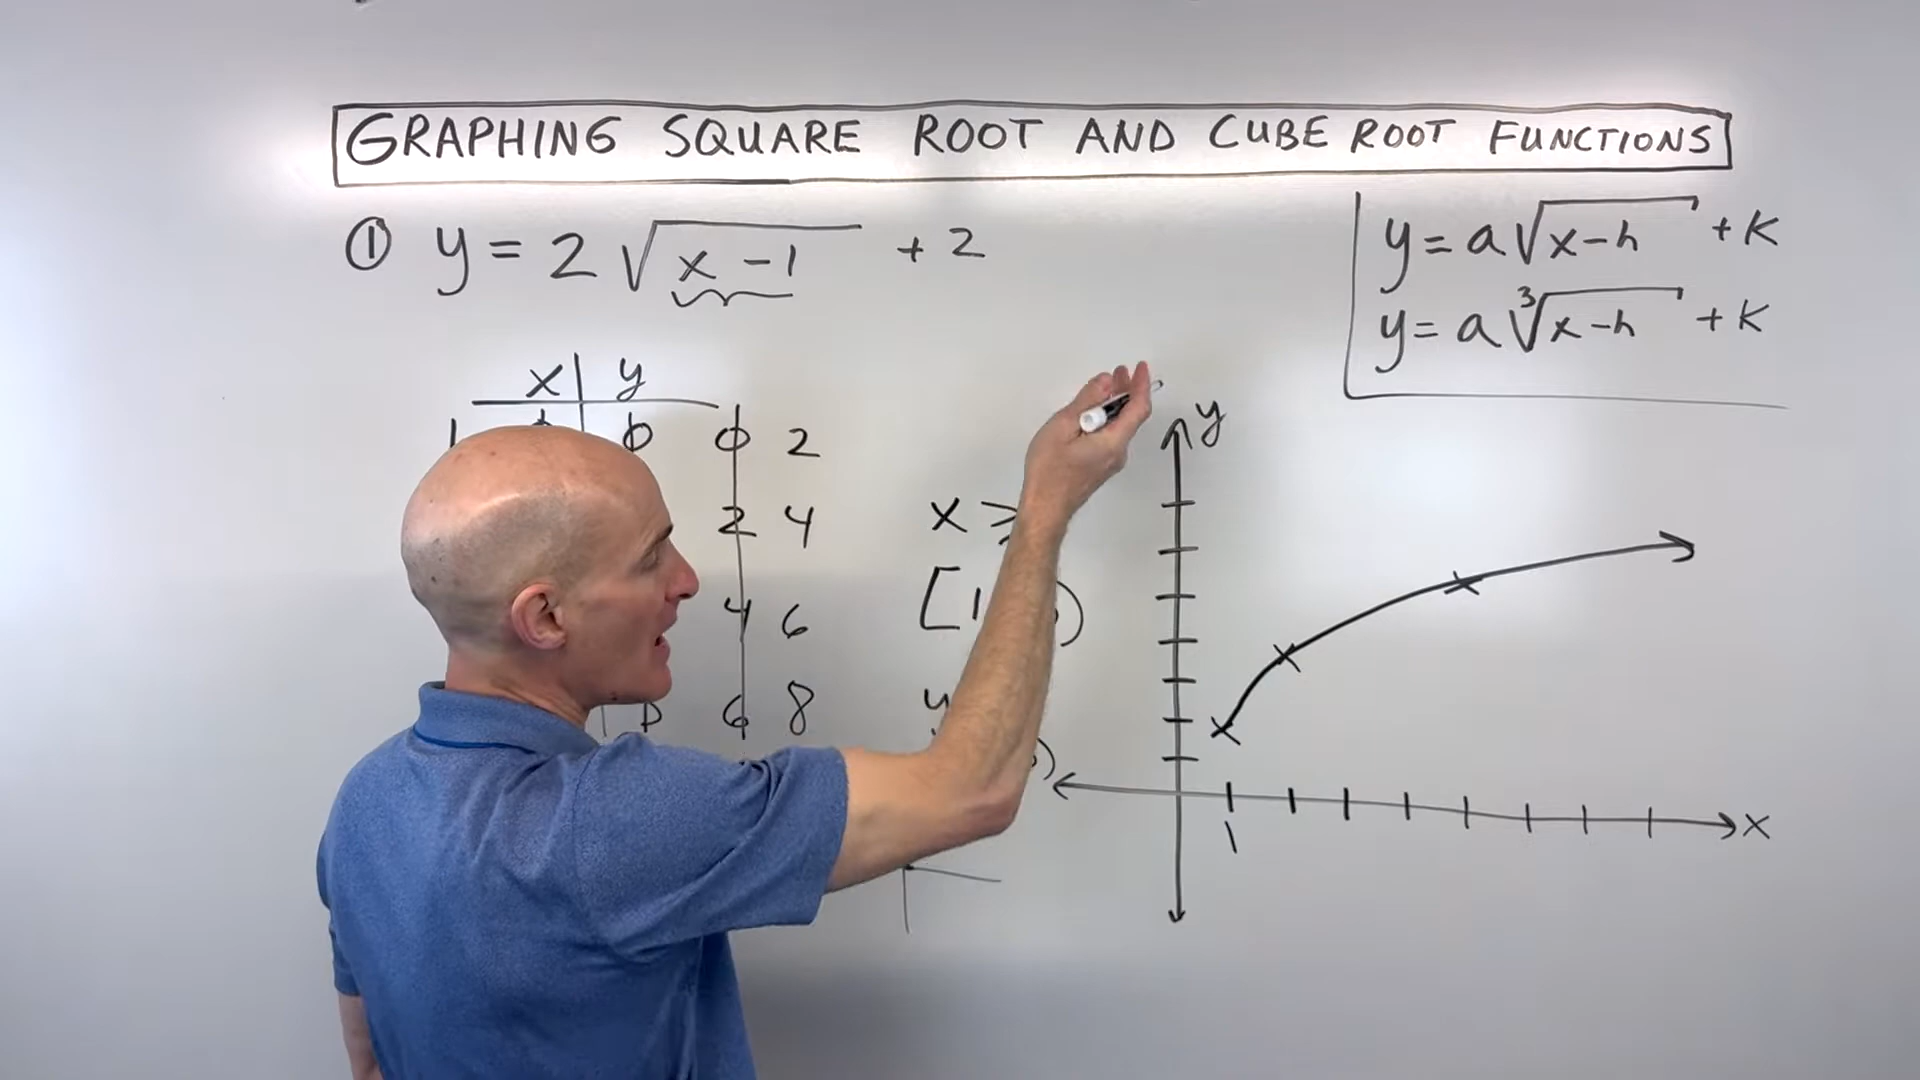 GRAPHING SQUARE ROOT AND CUBE ROOT FUNCTIONS
① y = 2√(x - 1) + 2
y = a√(x-h) + k
y = a∛(x-h) + k
x y
0 0 2
2 4
4 6
6 8
x ≥
[1
y
y
x
1